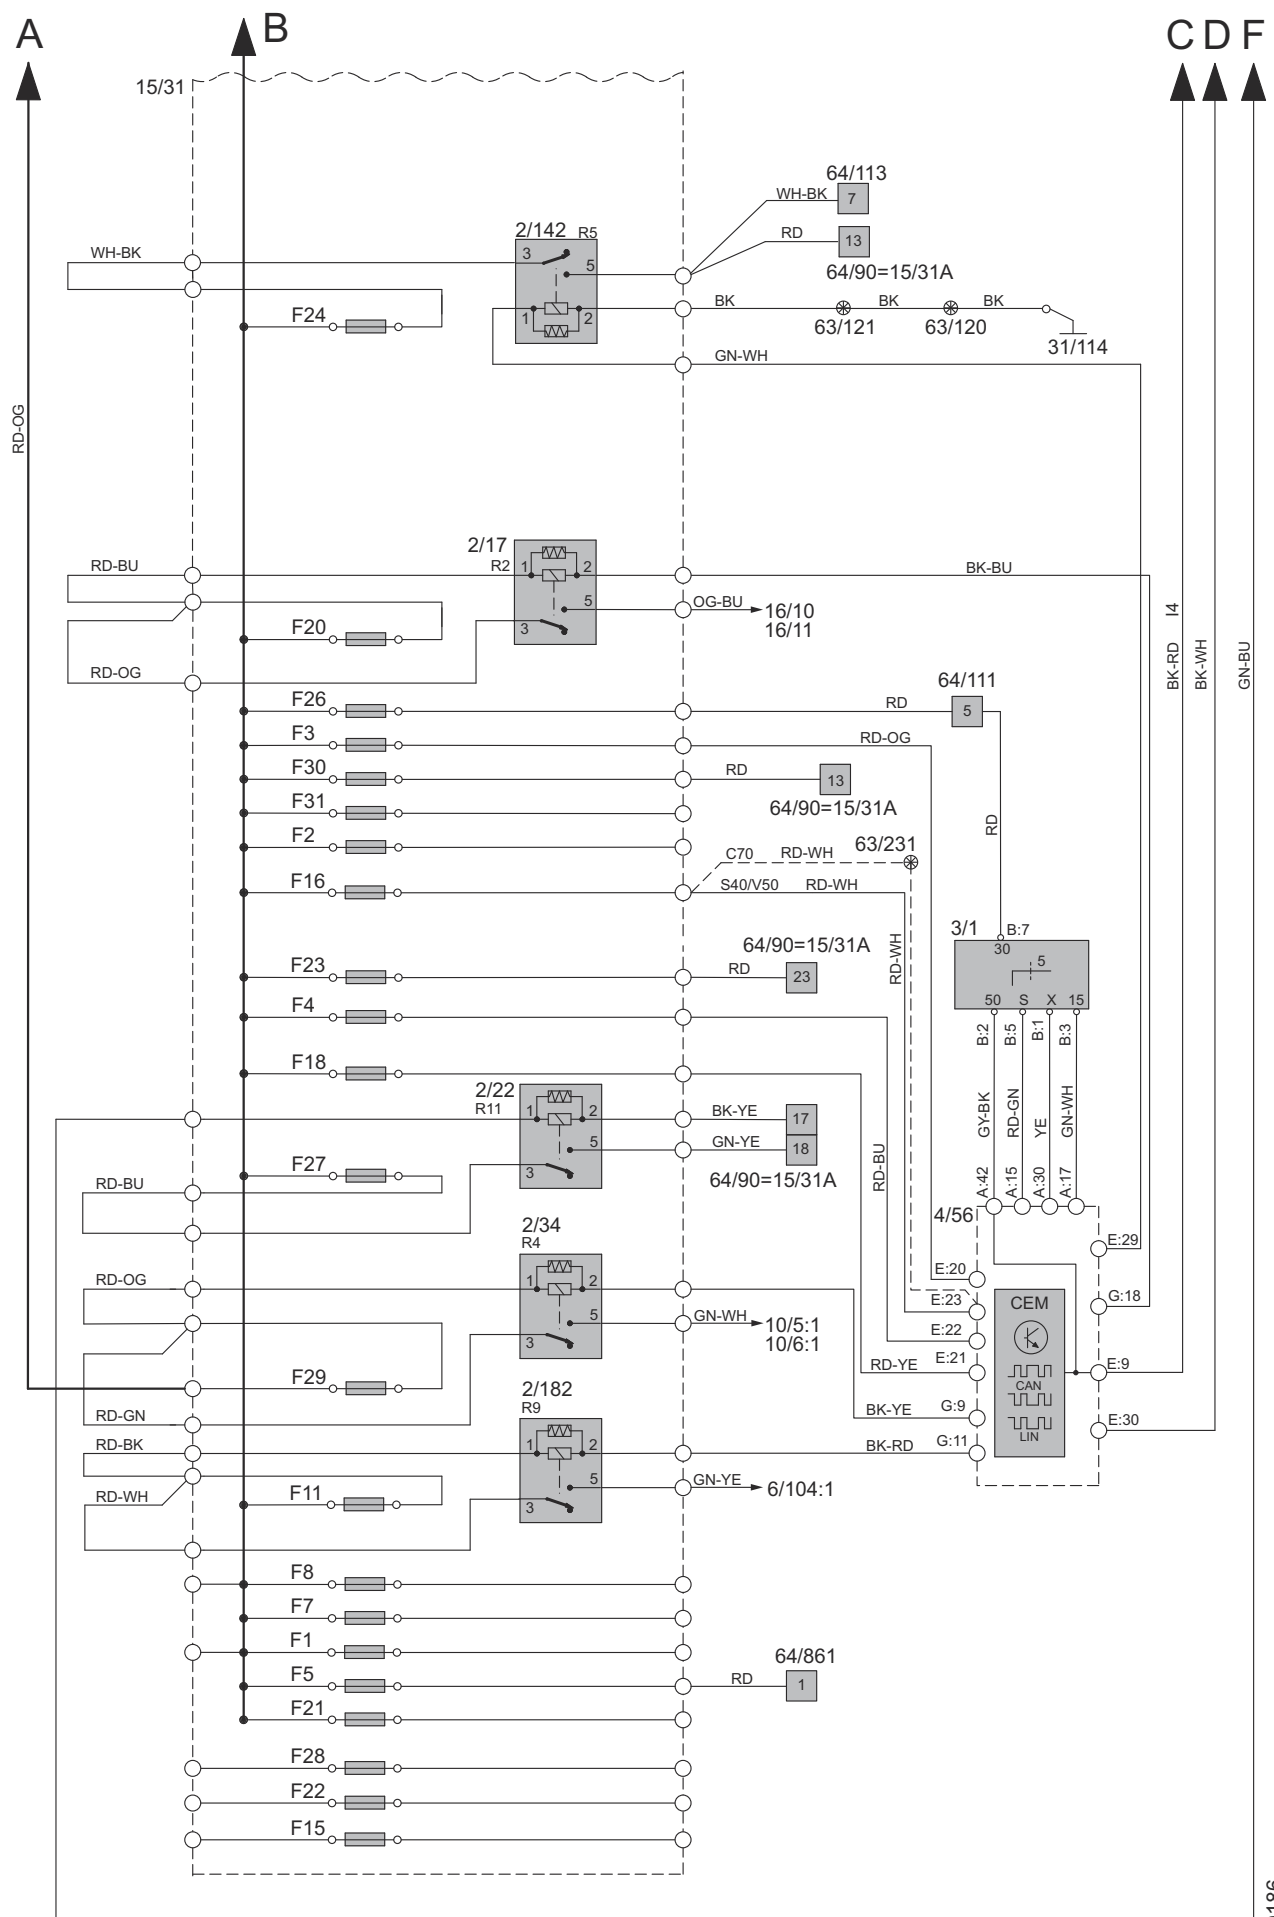 A
B
C D F
15/31
64/113
WH-BK
7
2/142 R5
RD
13
64/90=15/31A
WH-BK
3
5
F24
1
2
BK
BK
BK
63/121
63/120
31/114
GN-WH
RD-OG
2/17
R2
RD-BU
1
2
BK-BU
5
OG-BU
16/10
16/11
F20
3
RD-OG
BK-RD I4
BK-WH
GN-BU
F26
RD
64/111
5
F3
RD-OG
F30
RD
13
64/90=15/31A
F31
RD
F2
63/231
C70 RD-WH
F16
S40/V50 RD-WH
RD-WH
3/1
B:7
30
5
50 S X 15
64/90=15/31A
F23
RD
23
F4
B:2
B:5
B:1
B:3
F18
GY-BK
RD-GN
YE
GN-WH
2/22
R11
1
2
BK-YE
17
5
GN-YE
18
64/90=15/31A
F27
3
RD-BU
RD-BU
A:42
A:15
A:30
A:17
4/56
2/34
R4
E:29
E:20
RD-OG
1
2
G:18
E:23
CEM
5
GN-WH
10/5:1
10/6:1
3
E:22
E:21
RD-YE
E:9
CAN
F29
2/182
R9
RD-GN
BK-YE
G:9
LIN
E:30
RD-BK
1
2
BK-RD
G:11
5
GN-YE
6/104:1
RD-WH
F11
3
F8
F7
F1
64/861
F5
RD
1
F21
F28
F22
F15